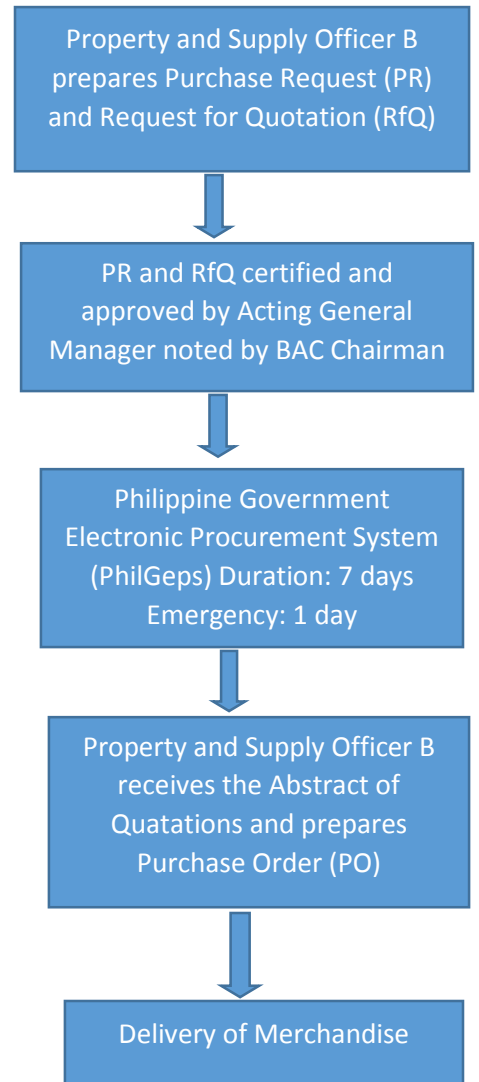 Property and Supply Officer B
prepares Purchase Request (PR)
and Request for Quotation (RfQ)
PR and RfQ certified and
approved by Acting General
Manager noted by BAC Chairman
Philippine Government
Electronic Procurement System
(PhilGeps) Duration: 7 days
Emergency: 1 day
Property and Supply Officer B
receives the Abstract of
Quatations and prepares
Purchase Order (PO)
Delivery of Merchandise